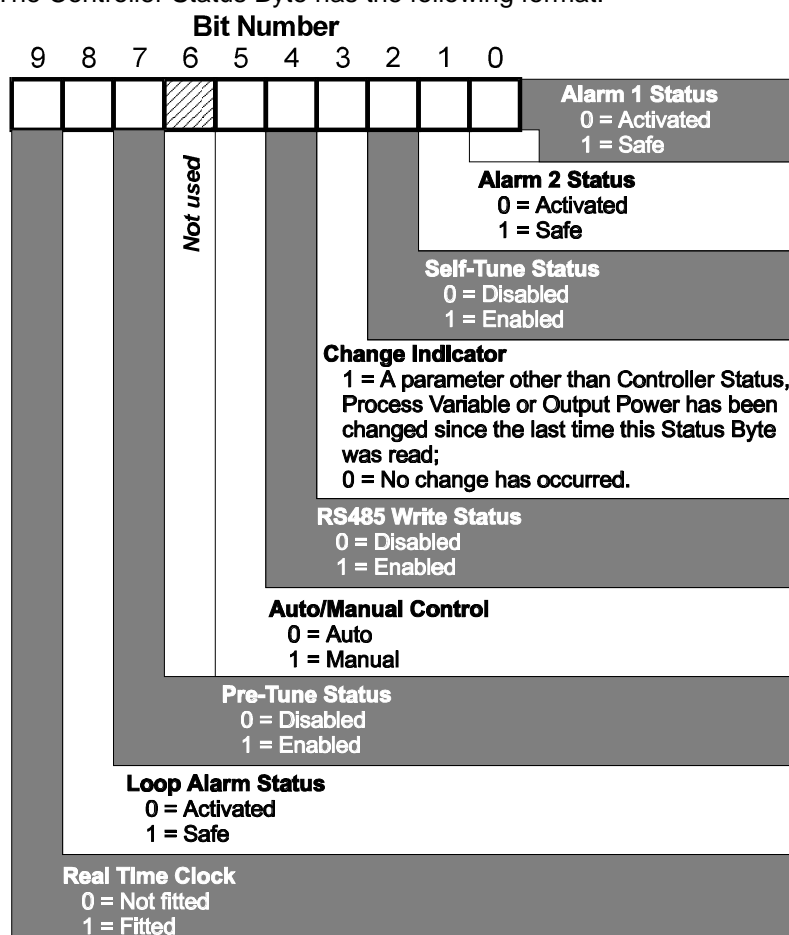 The Controller Status Byte has the following format:
Bit Number
9 8 7 6 5 4 3 2 1 0
Alarm 1 Status
0 = Activated
1 = Safe
Not used
Alarm 2 Status
0 = Activated
1 = Safe
Self-Tune Status
0 = Disabled
1 = Enabled
Change Indicator
1 = A parameter other than Controller Status,
Process Variable or Output Power has been
changed since the last time this Status Byte
was read;
0 = No change has occurred.
RS485 Write Status
0 = Disabled
1 = Enabled
Auto/Manual Control
0 = Auto
1 = Manual
Pre-Tune Status
0 = Disabled
1 = Enabled
Loop Alarm Status
0 = Activated
1 = Safe
Real TIme Clock
0 = Not fitted
1 = Fitted